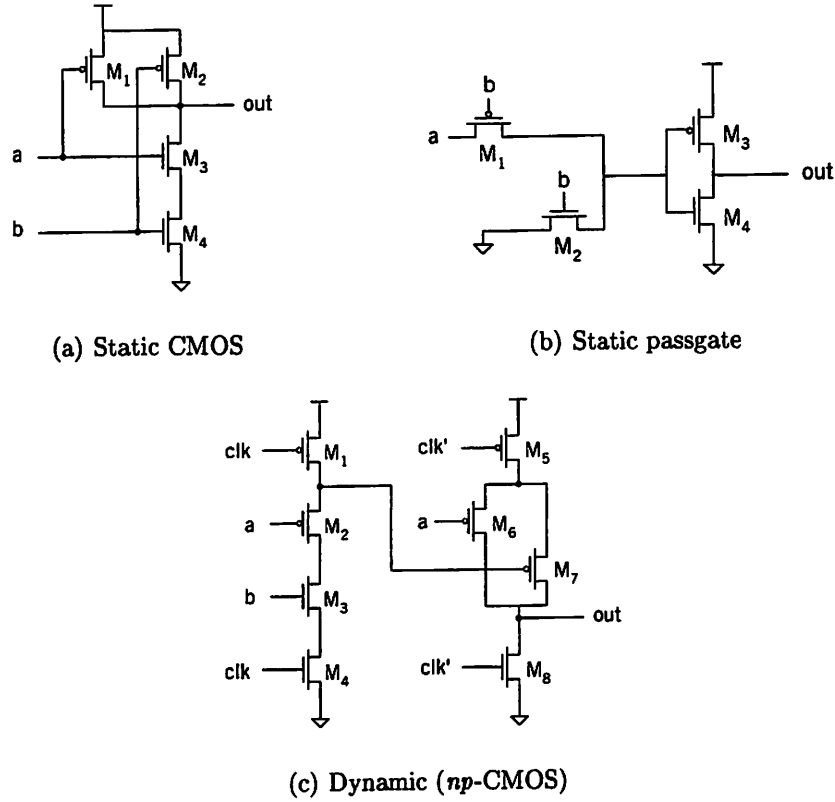 M1
M2
out
a
M3
b
M4
(a) Static CMOS
b
a
M1
M3
out
b
M4
M2
(b) Static passgate
clk
M1
clk'
M5
a
M2
a
M6
M7
b
M3
out
clk
M4
clk'
M8
(c) Dynamic (np-CMOS)